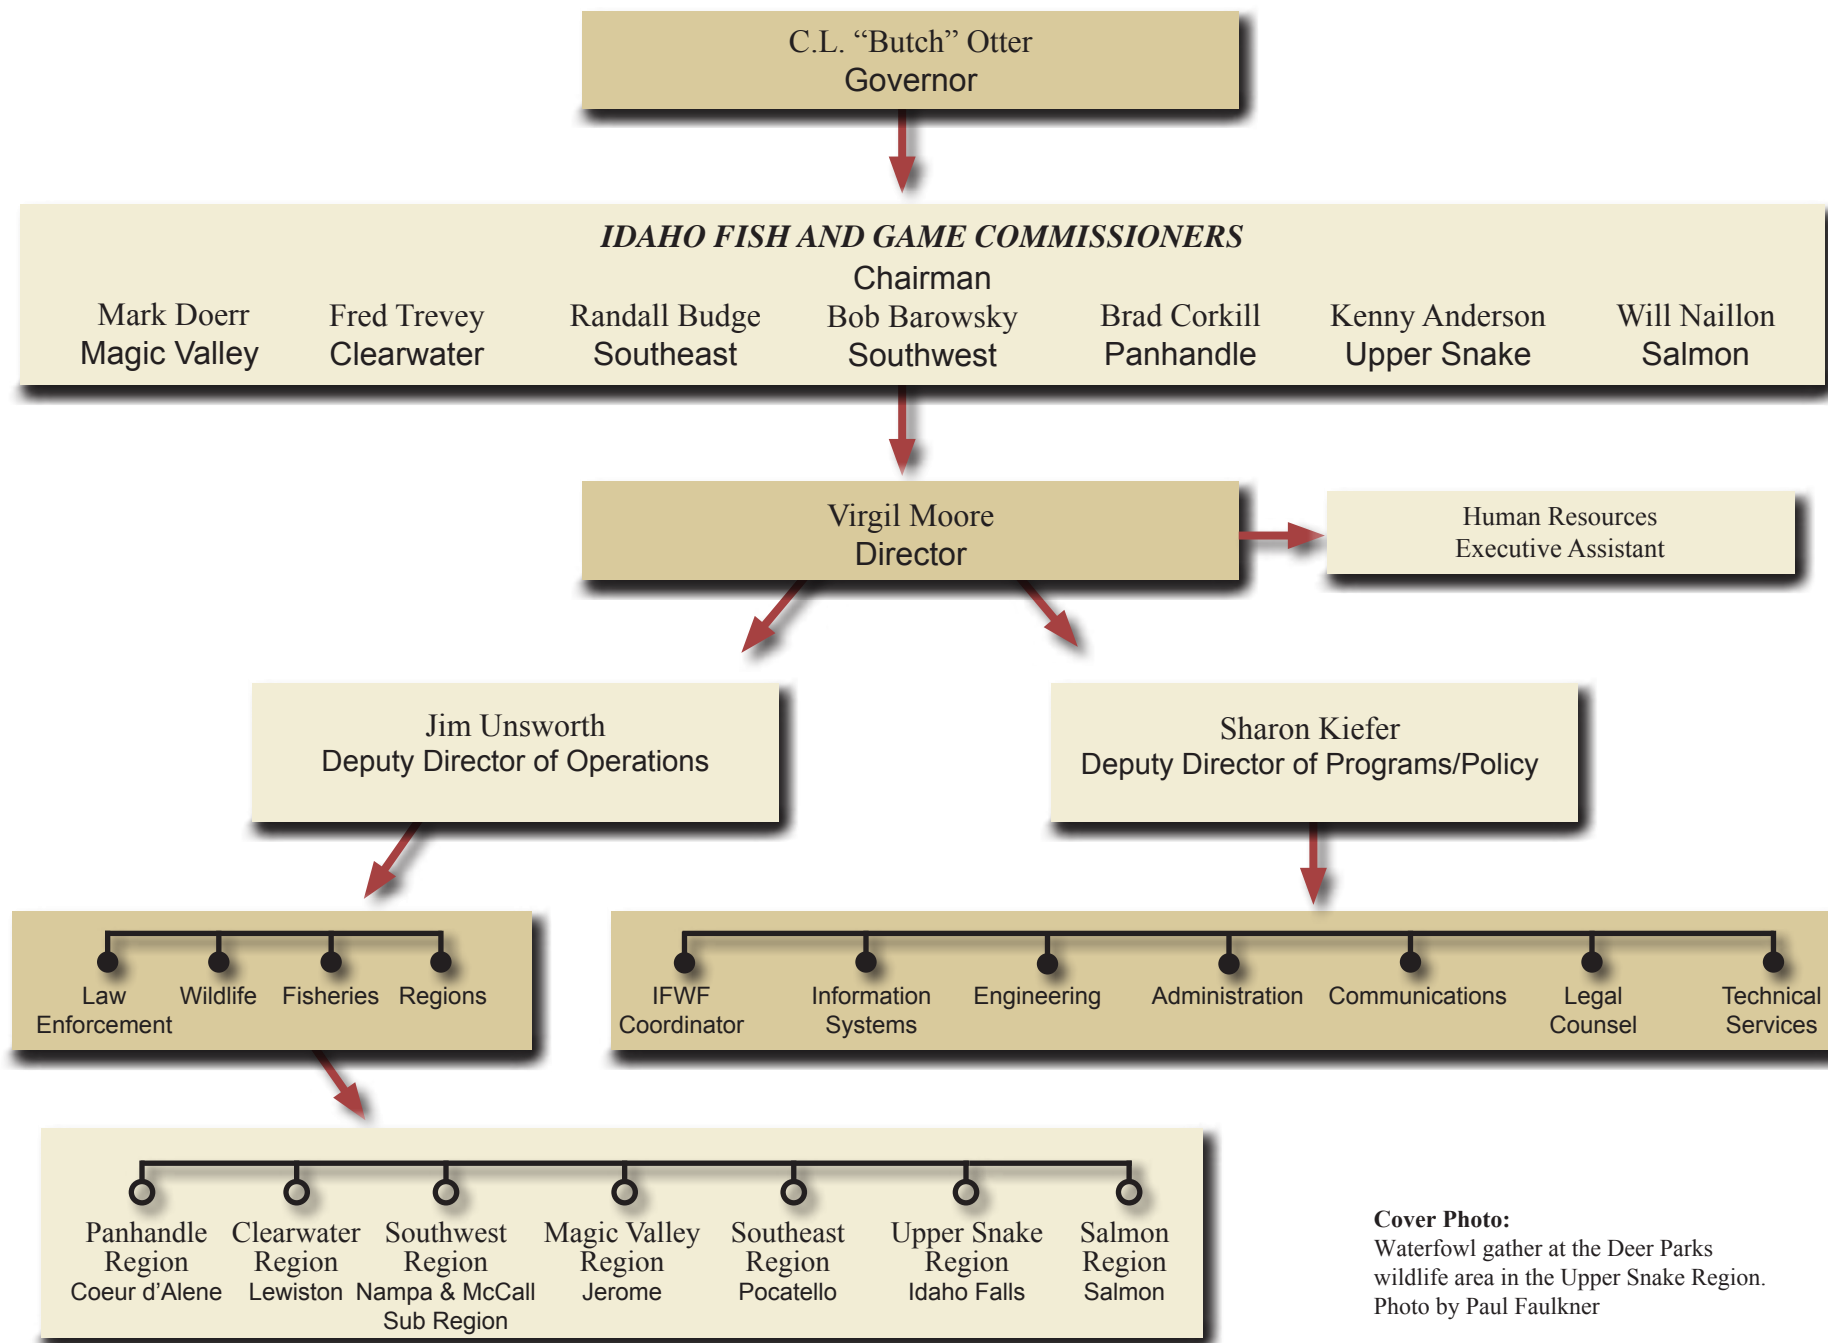 C.L. “Butch” Otter
Governor
IDAHO FISH AND GAME COMMISSIONERS
Chairman
Mark Doerr
Magic Valley
Fred Trevey
Clearwater
Randall Budge
Southeast
Bob Barowsky
Southwest
Brad Corkill
Panhandle
Kenny Anderson
Upper Snake
Will Naillon
Salmon
Virgil Moore
Director
Human Resources
Executive Assistant
Jim Unsworth
Deputy Director of Operations
Sharon Kiefer
Deputy Director of Programs/Policy
Law
Enforcement
Wildlife
Fisheries
Regions
IFWF
Coordinator
Information
Systems
Engineering
Administration
Communications
Legal
Counsel
Technical
Services
Panhandle
Region
Coeur d’Alene
Clearwater
Region
Lewiston
Southwest
Region
Nampa & McCall
Sub Region
Magic Valley
Region
Jerome
Southeast
Region
Pocatello
Upper Snake
Region
Idaho Falls
Salmon
Region
Salmon
Cover Photo:
Waterfowl gather at the Deer Parks
wildlife area in the Upper Snake Region.
Photo by Paul Faulkner